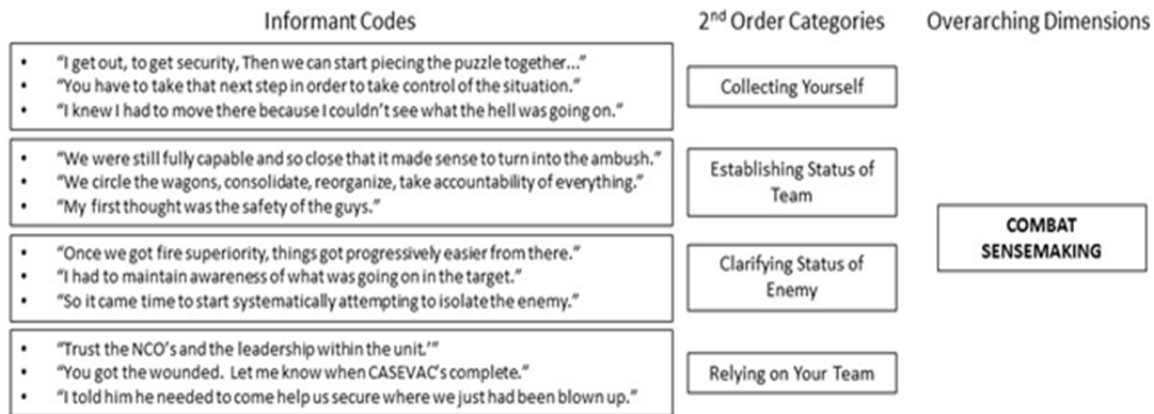 Informant Codes
2nd Order Categories
Overarching Dimensions
• "I get out, to get security, Then we can start piecing the puzzle together..."
• "You have to take that next step in order to take control of the situation."
• "I knew I had to move there because I couldn't see what the hell was going on."
Collecting Yourself
• "We were still fully capable and so close that it made sense to turn into the ambush."
• "We circle the wagons, consolidate, reorganize, take accountability of everything."
• "My first thought was the safety of the guys."
Establishing Status of
Team
• "Once we got fire superiority, things got progressively easier from there."
• "I had to maintain awareness of what was going on in the target."
• "So it came time to start systematically attempting to isolate the enemy."
Clarifying Status of
Enemy
• "Trust the NCO's and the leadership within the unit.'"
• "You got the wounded. Let me know when CASEVAC's complete."
• "I told him he needed to come help us secure where we just had been blown up."
Relying on Your Team
COMBAT
SENSEMAKING